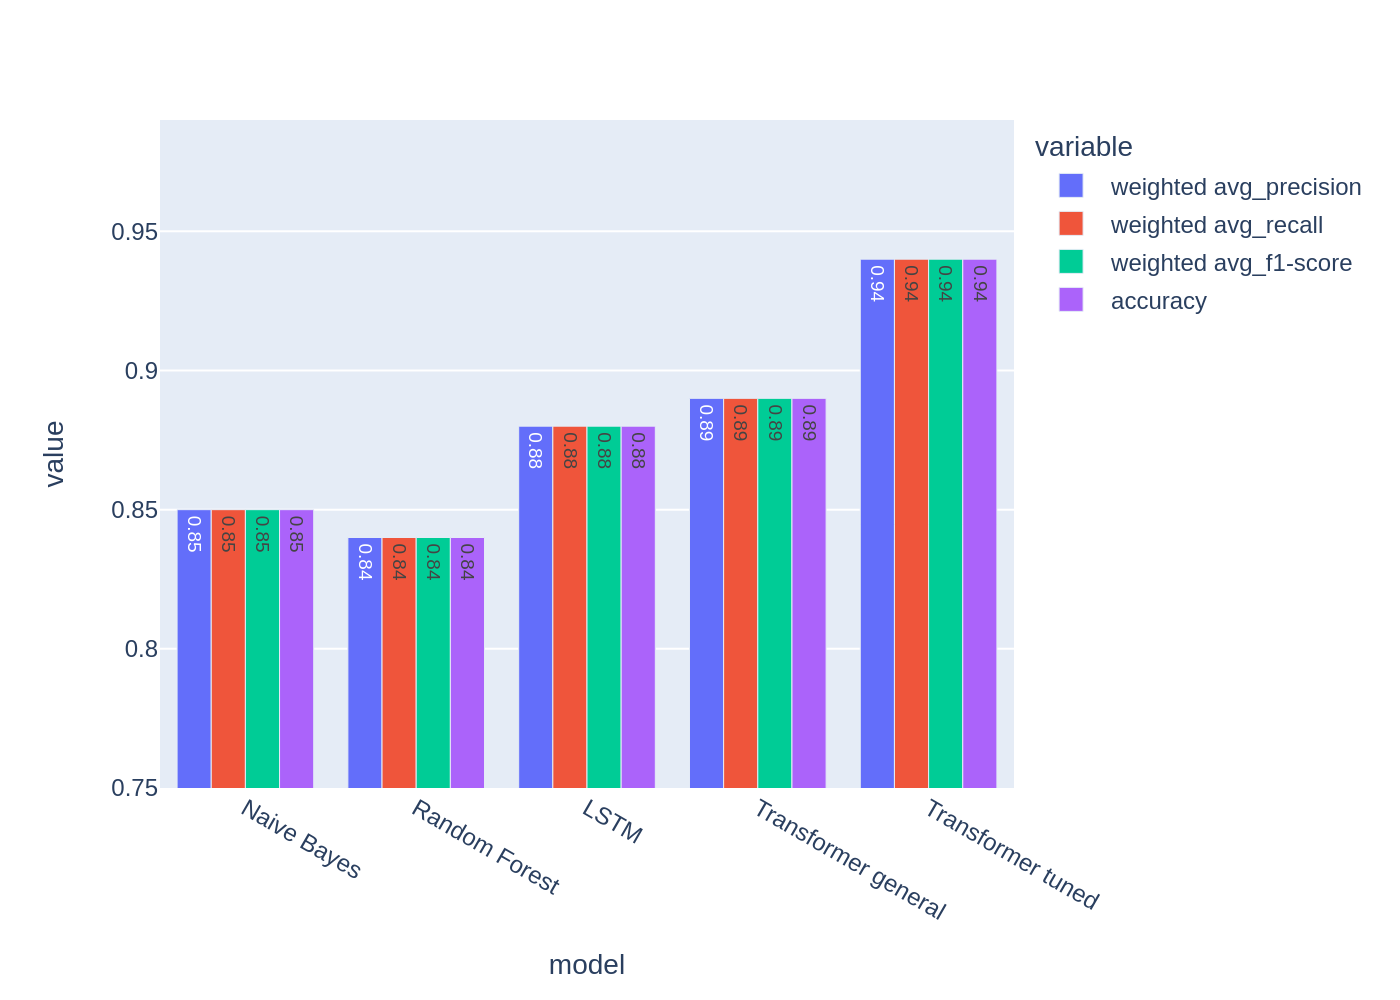 variable
weighted avg_precision
weighted avg_recall
weighted avg_f1-score
accuracy
value
0.95
0.9
0.85
0.8
0.75
0.85 0.85 0.85 0.85
0.84 0.84 0.84 0.84
0.88 0.88 0.88 0.88
0.89 0.89 0.89 0.89
0.94 0.94 0.94 0.94
Naive Bayes
Random Forest
LSTM
Transformer general
Transformer tuned
model